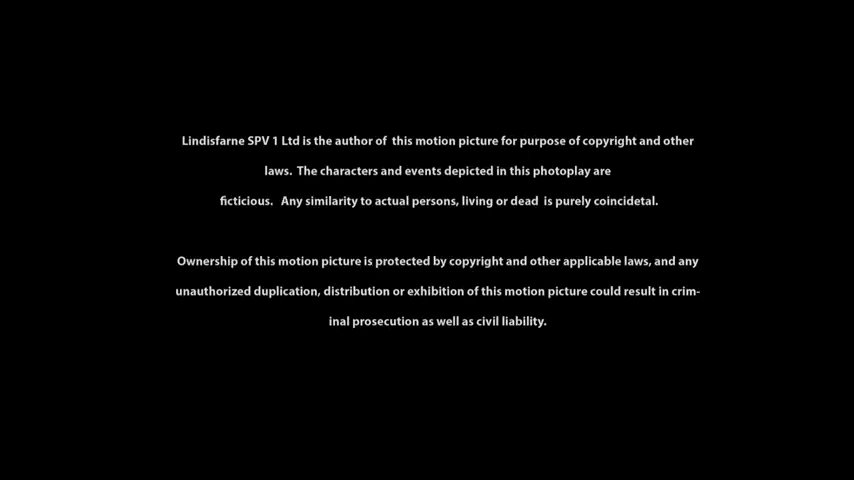 Lindisfarne SPV 1 Ltd is the author of  this motion picture for purpose of copyright and other
laws.  The characters and events depicted in this photoplay are
ficticious.   Any similarity to actual persons, living or dead  is purely coincidetal.
Ownership of this motion picture is protected by copyright and other applicable laws, and any
unauthorized duplication, distribution or exhibition of this motion picture could result in crim-
inal prosecution as well as civil liability.